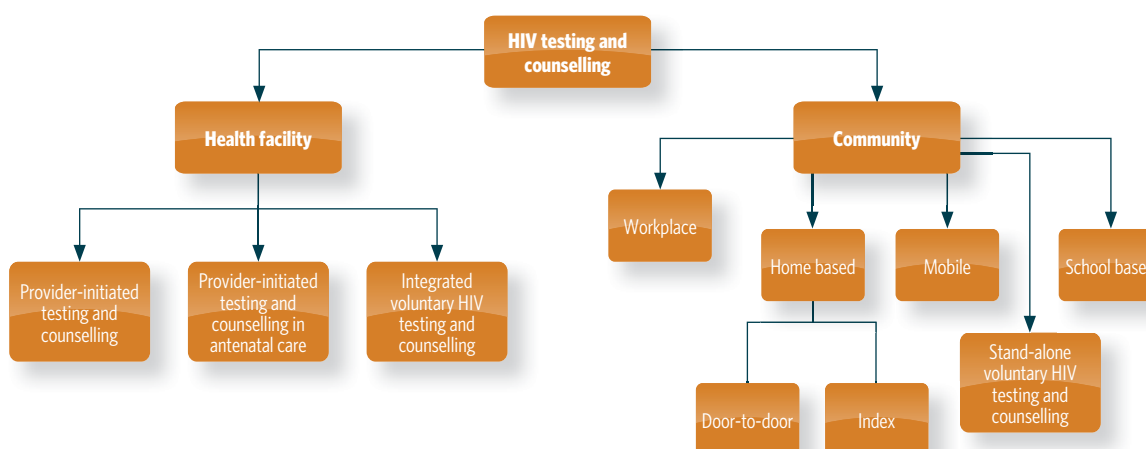 HIV testing and
counselling
Health facility
Community
Provider-initiated
testing and
counselling
Provider-initiated
testing and
counselling in
antenatal care
Integrated
voluntary HIV
testing and
counselling
Workplace
Home based
Mobile
School base
Door-to-door
Index
Stand-alone
voluntary HIV
testing and
counselling